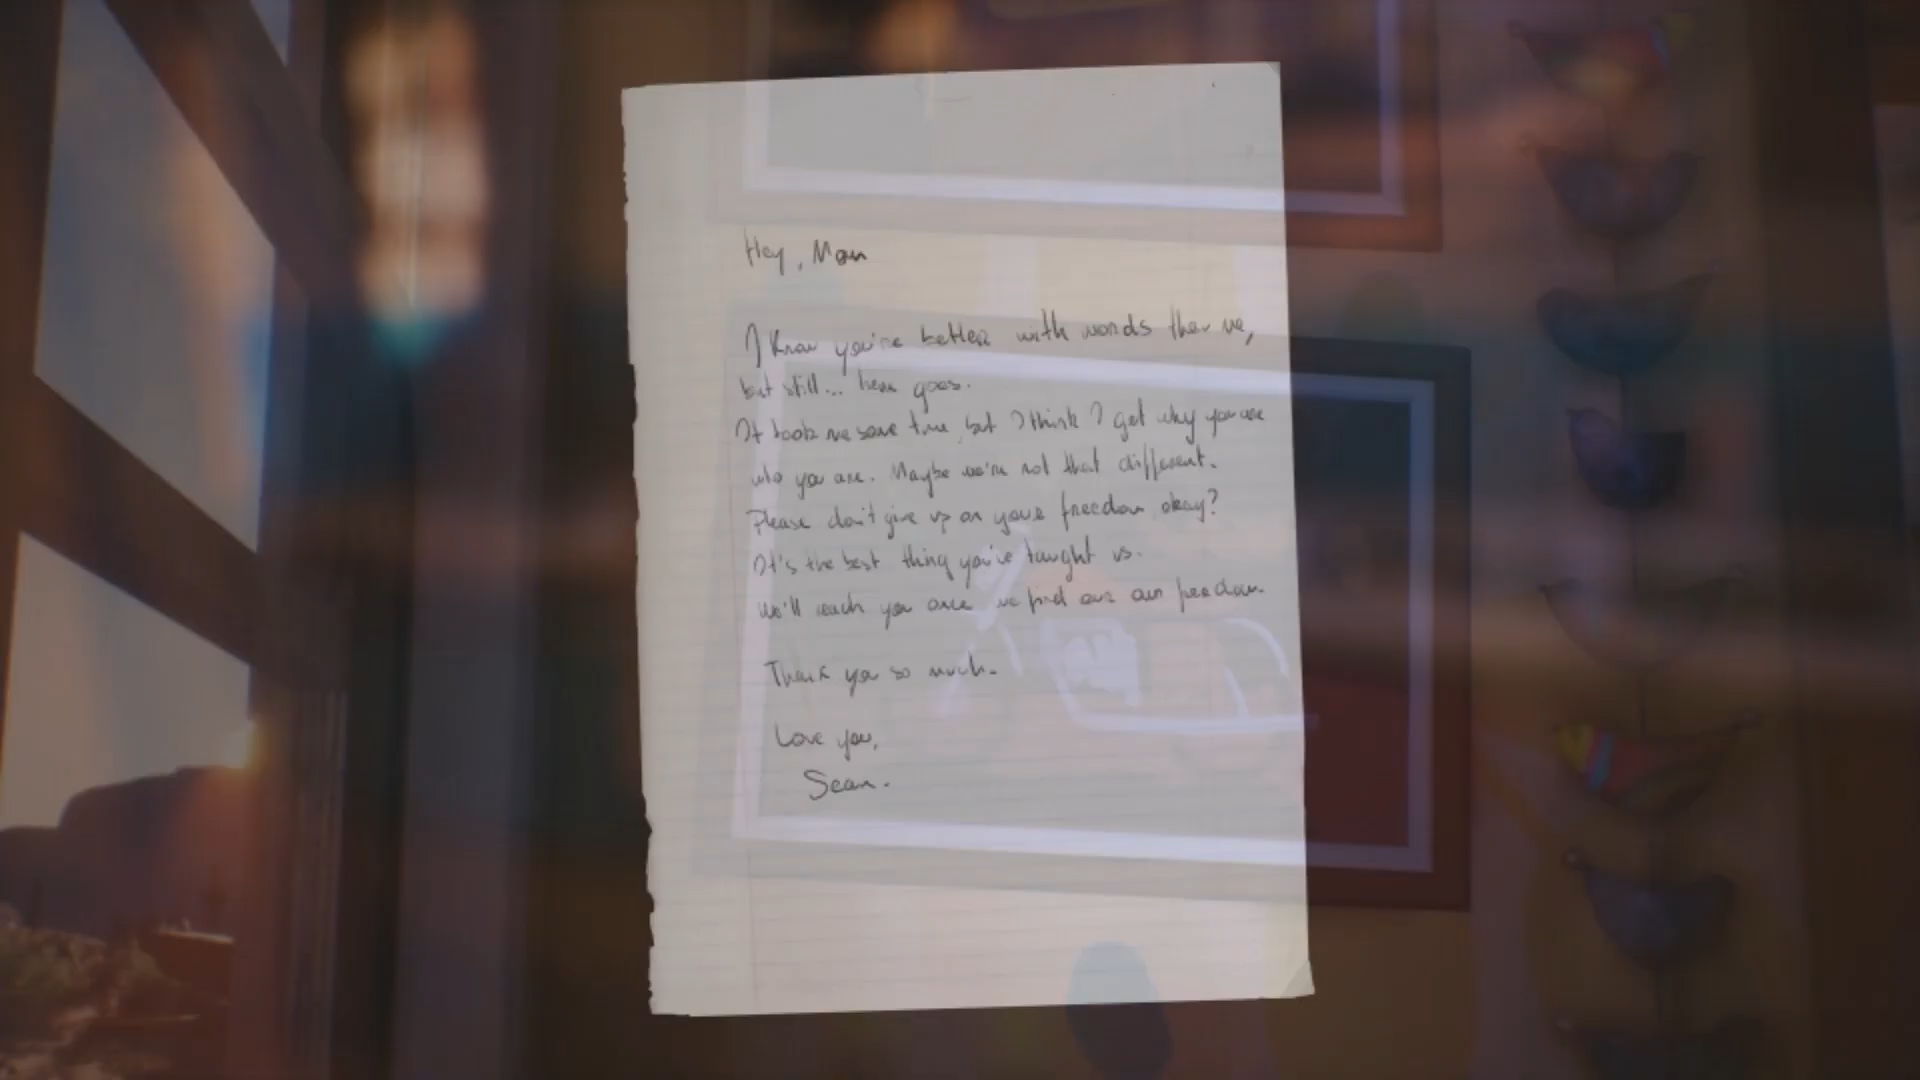 Hey, Mom
I know you're better with words than me,
but still... here goes.
It took me some time, but I think I get why you are
who you are. Maybe we're not that different.
Please don't give up on your freedom, okay?
It's the best thing you've taught us.
We'll reach you once we find our own freedom.
Thank you so much.
Love you,
Sean.